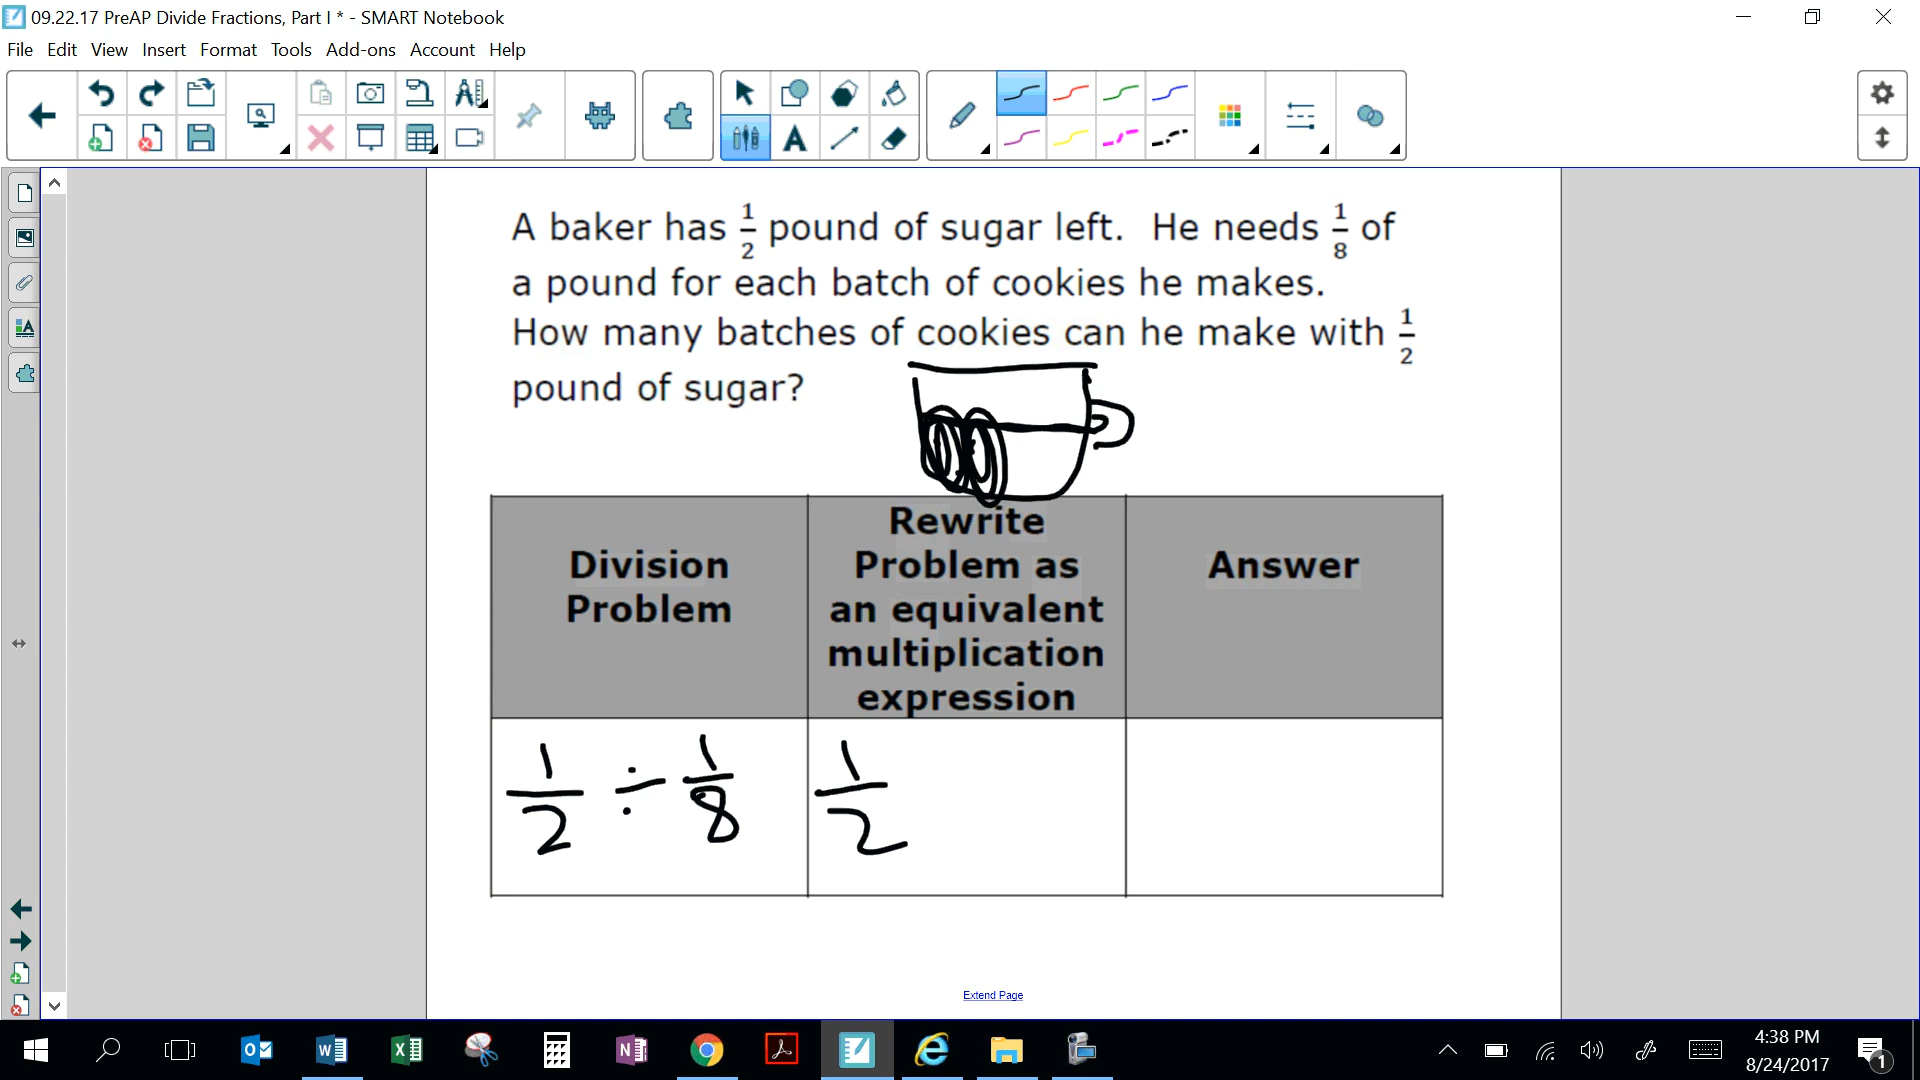 09.22.17 PreAP Divide Fractions, Part I * - SMART Notebook
File Edit View Insert Format Tools Add-ons Account Help
A baker has 1/2 pound of sugar left. He needs 1/8 of
a pound for each batch of cookies he makes.
How many batches of cookies can he make with 1/2
pound of sugar?
Division
Problem
Rewrite
Problem as
an equivalent
multiplication
expression
Answer
1/2 ÷ 1/8
1/2
Extend Page
4:38 PM
8/24/2017
1